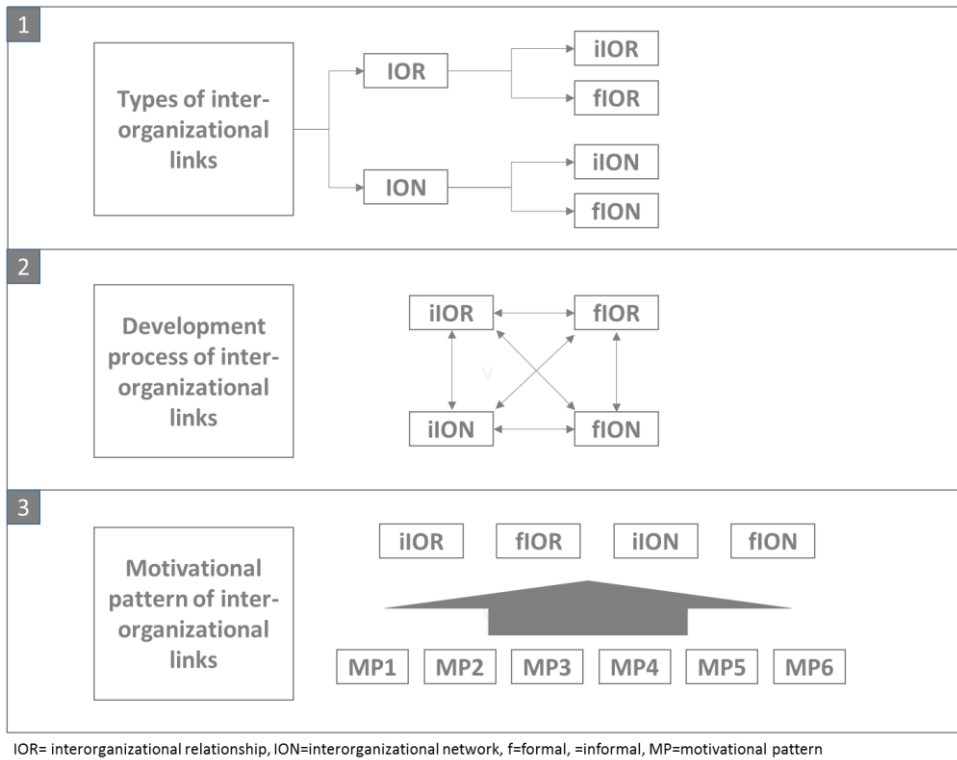 1
Types of inter-
organizational
links
IOR
iIOR
fIOR
ION
iION
fION
2
Development
process of inter-
organizational
links
iIOR
fIOR
v
iION
fION
3
Motivational
pattern of inter-
organizational
links
iIOR fIOR iION fION
MP1 MP2 MP3 MP4 MP5 MP6
IOR= interorganizational relationship, ION=interorganizational network, f=formal, =informal, MP=motivational pattern